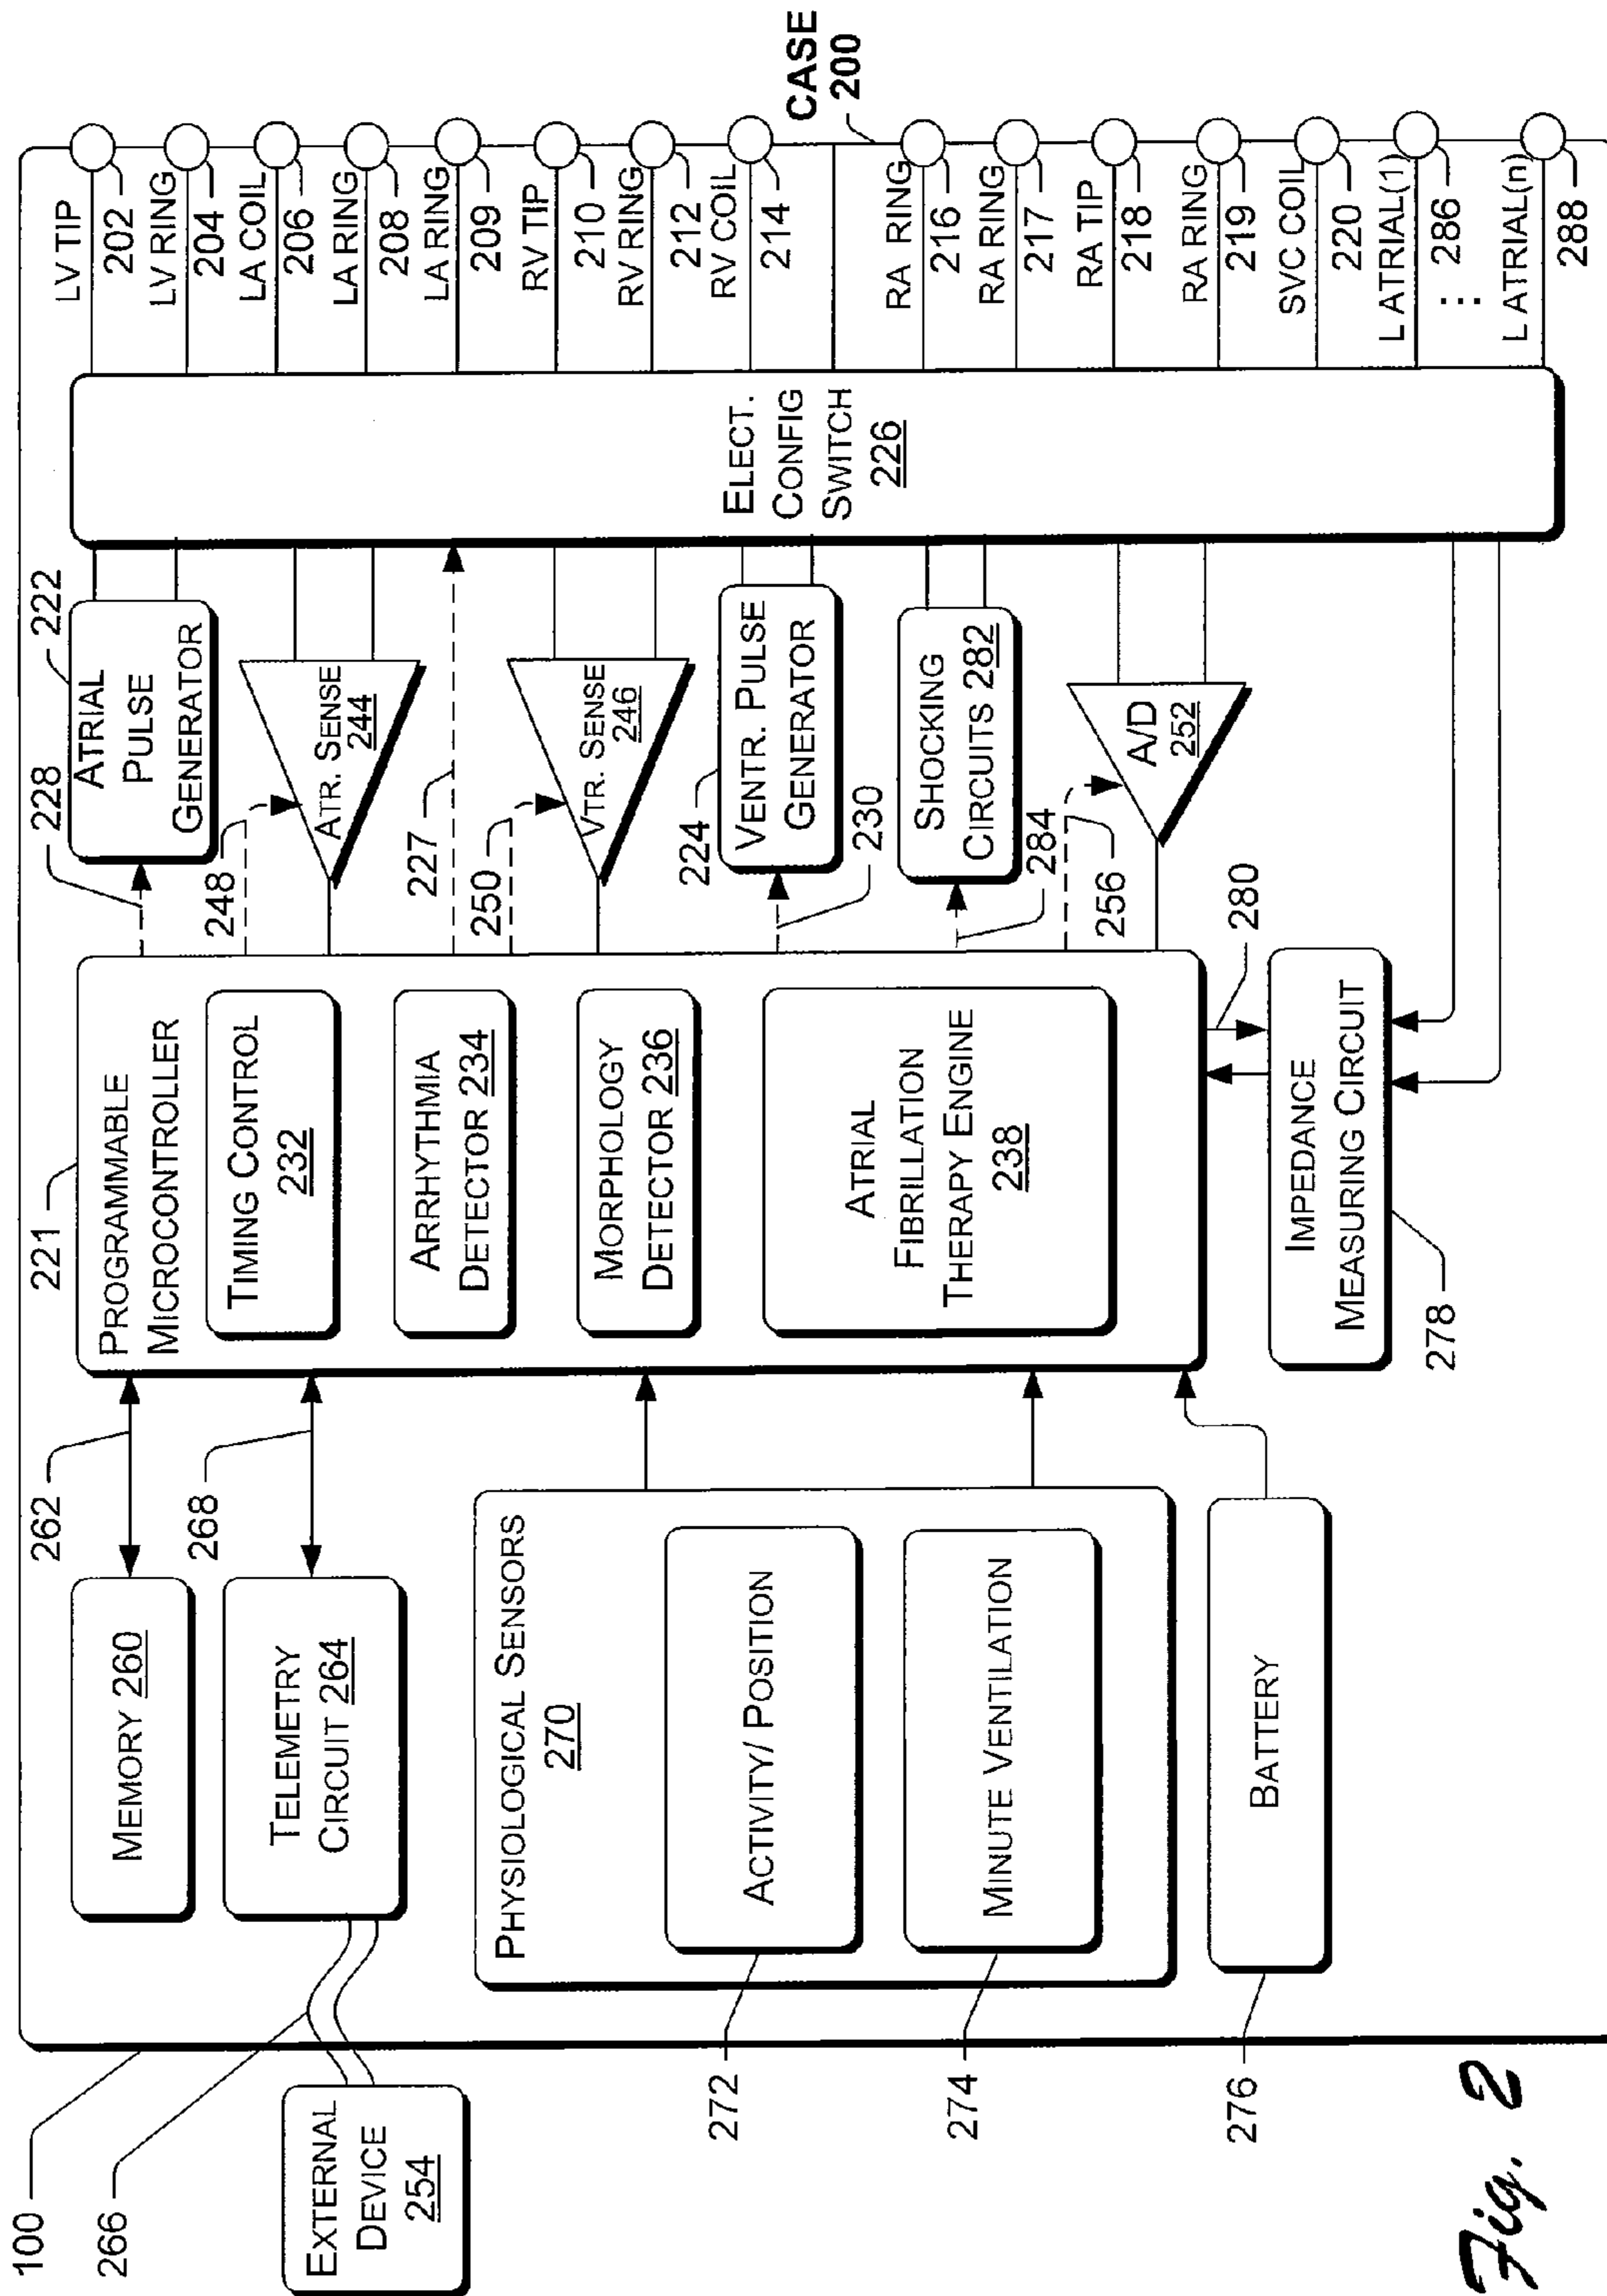 100
266
EXTERNAL
DEVICE
254
262
MEMORY 260
268
TELEMETRY
CIRCUIT 264
PHYSIOLOGICAL SENSORS
270
ACTIVITY/ POSITION
MINUTE VENTILATION
272
274
BATTERY
276
221
PROGRAMMABLE
MICROCONTROLLER
TIMING CONTROL
232
ARRHYTHMIA
DETECTOR 234
MORPHOLOGY
DETECTOR 236
ATRIAL
FIBRILLATION
THERAPY ENGINE
238
IMPEDANCE
MEASURING CIRCUIT
278
280
228
222
ATRIAL
PULSE
GENERATOR
248
ATR. SENSE
244
227
250
VTR. SENSE
246
224
VENTR. PULSE
GENERATOR
230
SHOCKING
CIRCUITS 282
284
256
A/D
252
ELECT.
CONFIG
SWITCH
226
LV TIP
202
LV RING
204
LA COIL
206
LA RING
208
LA RING
209
RV TIP
210
RV RING
212
RV COIL
214
CASE
200
RA RING
216
RA RING
217
RA TIP
218
RA RING
219
SVC COIL
220
L ATRIAL(1)
286
...
L ATRIAL(n)
288
Fig. 2